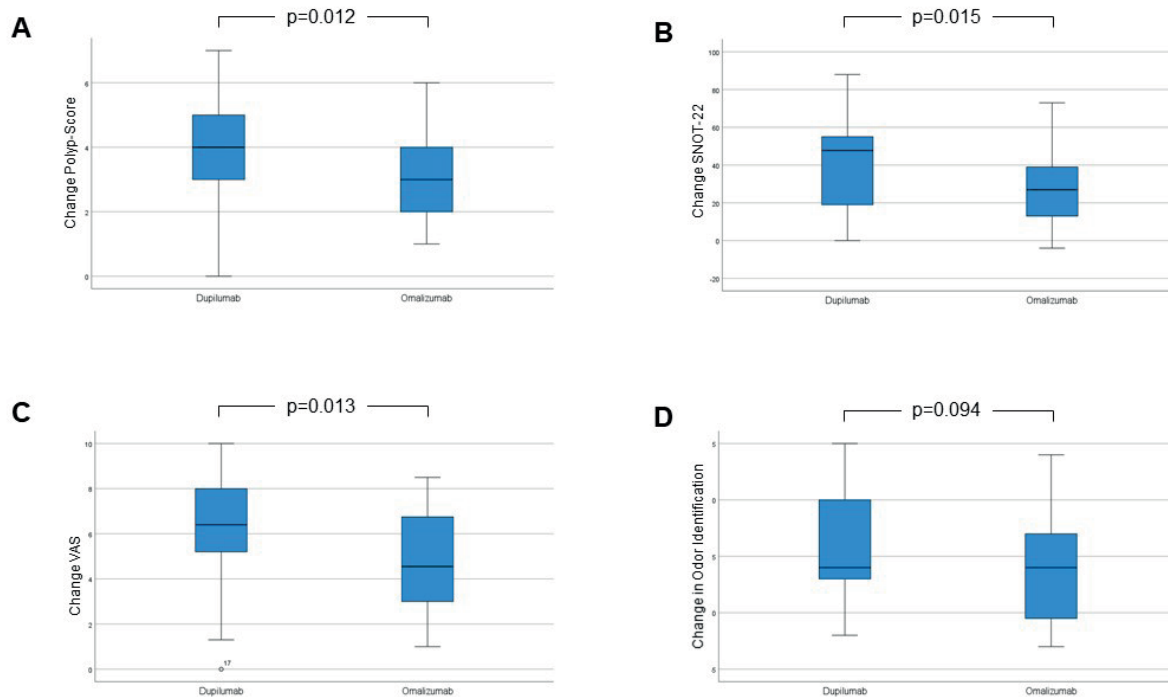 A
p=0.012
Change Polyp-Score
6
4
2
0
Dupilumab Omalizumab
B
p=0.015
Change SNOT-22
100
80
60
40
20
0
-20
Dupilumab Omalizumab
C
p=0.013
Change VAS
10
8
6
4
2
0
17
Dupilumab Omalizumab
D
p=0.094
Change in Odor Identification
5
0
5
0
5
Dupilumab Omalizumab